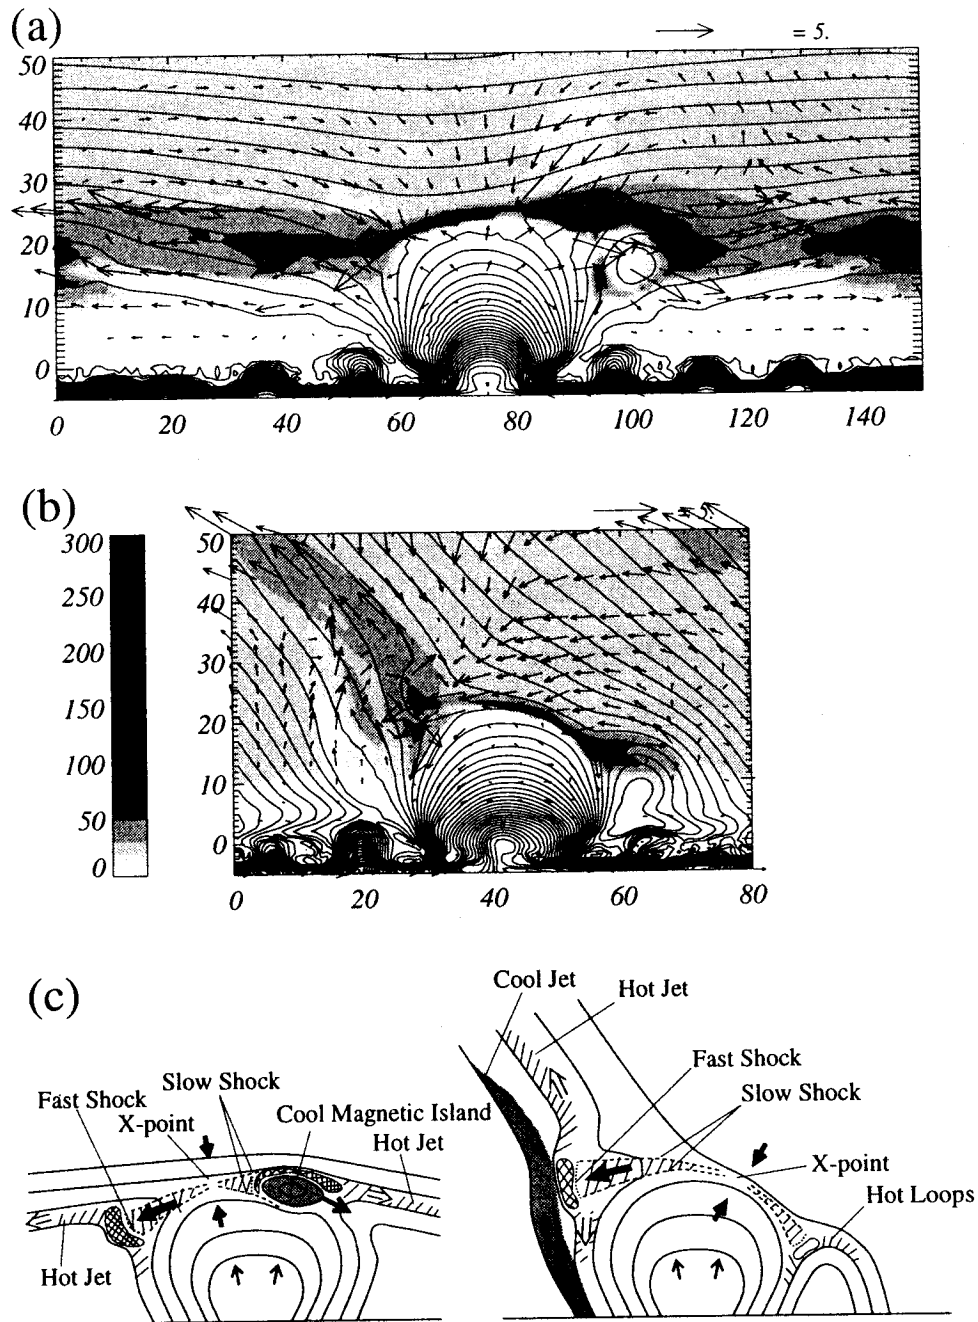 (a)
= 5.
50
40
30
20
10
0
0 20 40 60 80 100 120 140
(b)
300
250
200
150
100
50
0
50
40
30
20
10
0
0 20 40 60 80
(c)
Cool Jet
Hot Jet
Fast Shock
Slow Shock
X-point
Hot Loops
Slow Shock
Fast Shock
X-point
Cool Magnetic Island
Hot Jet
Hot Jet